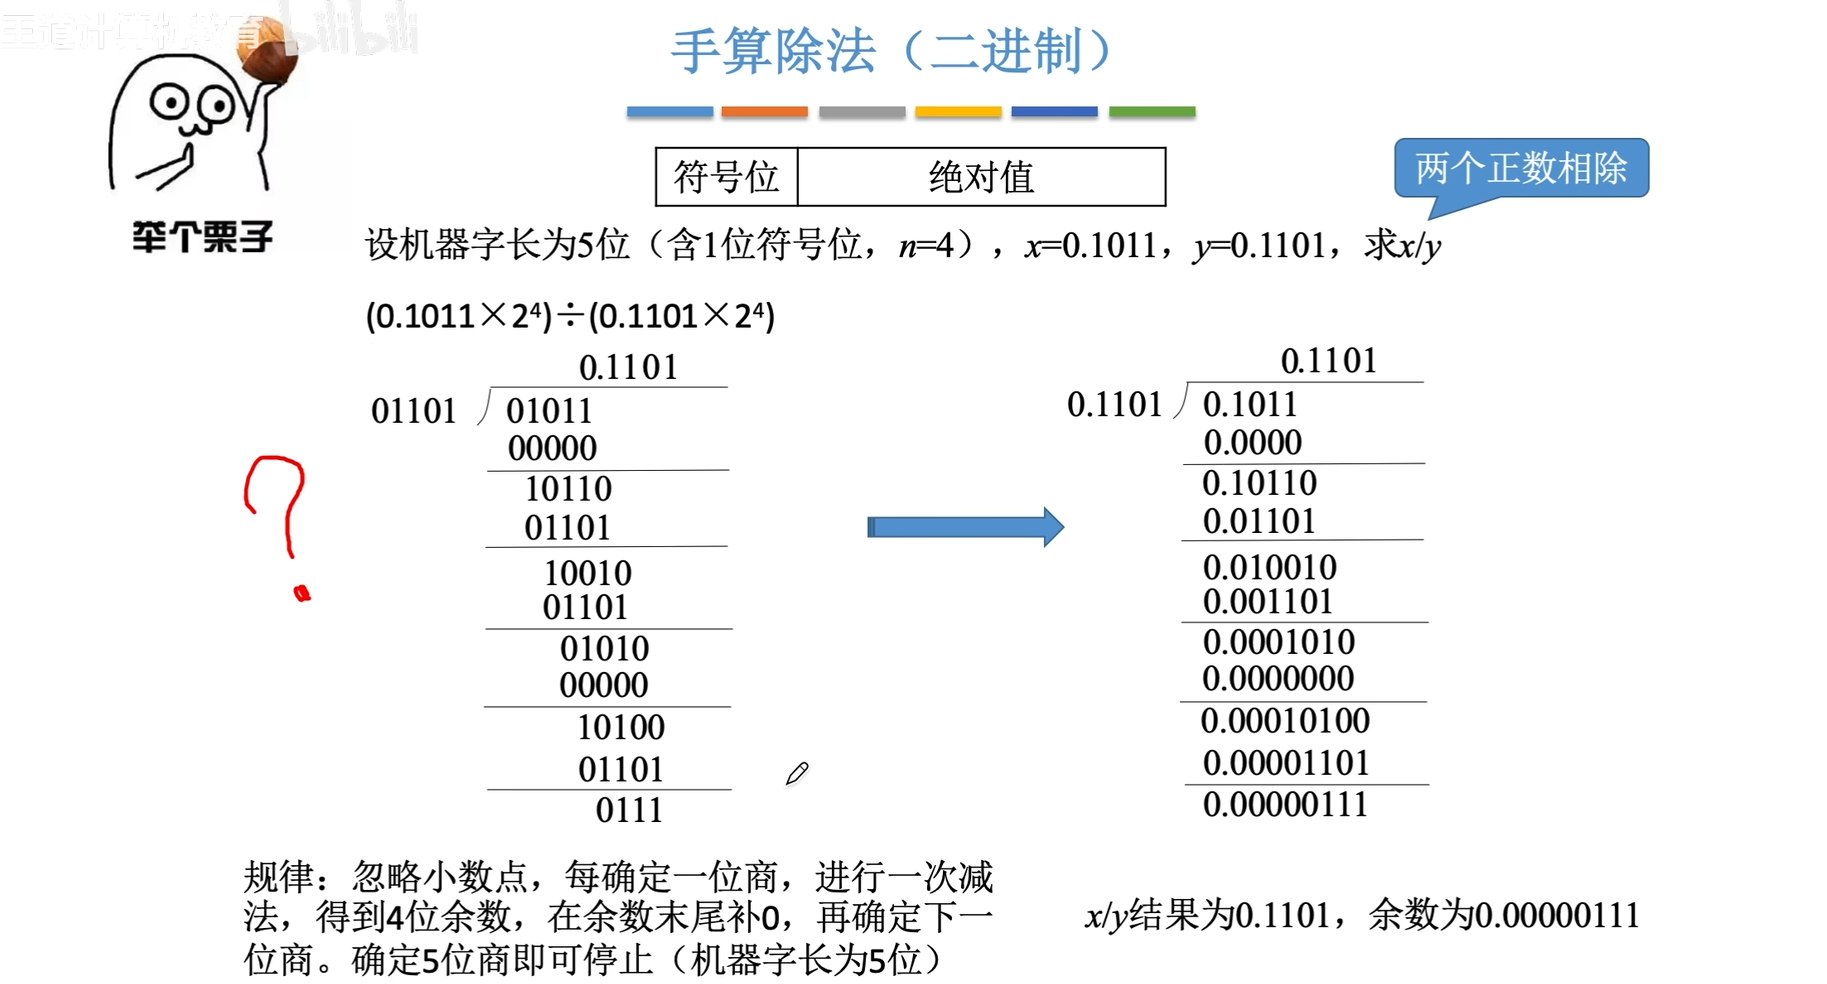 王道计算机教育 bilibili
手算除法（二进制）
符号位 绝对值
两个正数相除
举个栗子
设机器字长为5位（含1位符号位，n=4），x=0.1011，y=0.1101，求x/y
(0.1011×2⁴)÷(0.1101×2⁴)
0.1101
01101 01011
00000
10110
01101
10010
01101
01010
00000
10100
01101
0111
?
0.1101
0.1101 0.1011
0.0000
0.10110
0.01101
0.010010
0.001101
0.0001010
0.0000000
0.00010100
0.00001101
0.00000111
规律：忽略小数点，每确定一位商，进行一次减
法，得到4位余数，在余数末尾补0，再确定下一
位商。确定5位商即可停止（机器字长为5位）
x/y结果为0.1101，余数为0.00000111